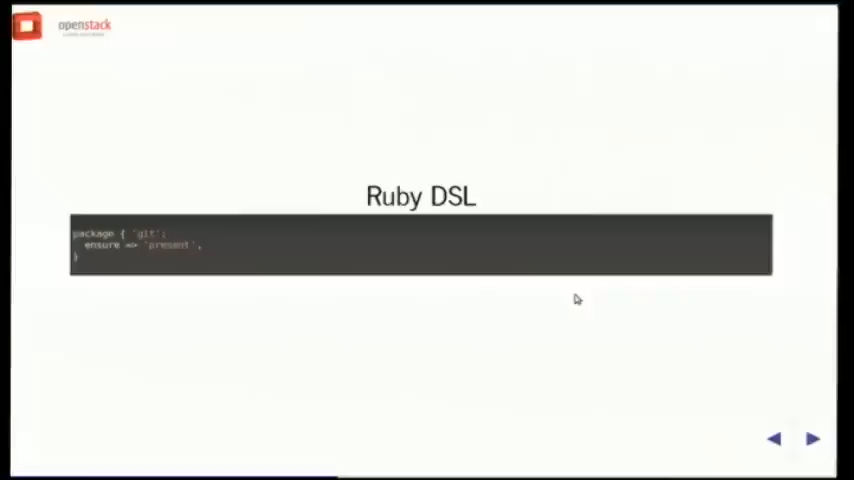 openstack
Ruby DSL
package { 'git':
ensure => 'present',
}